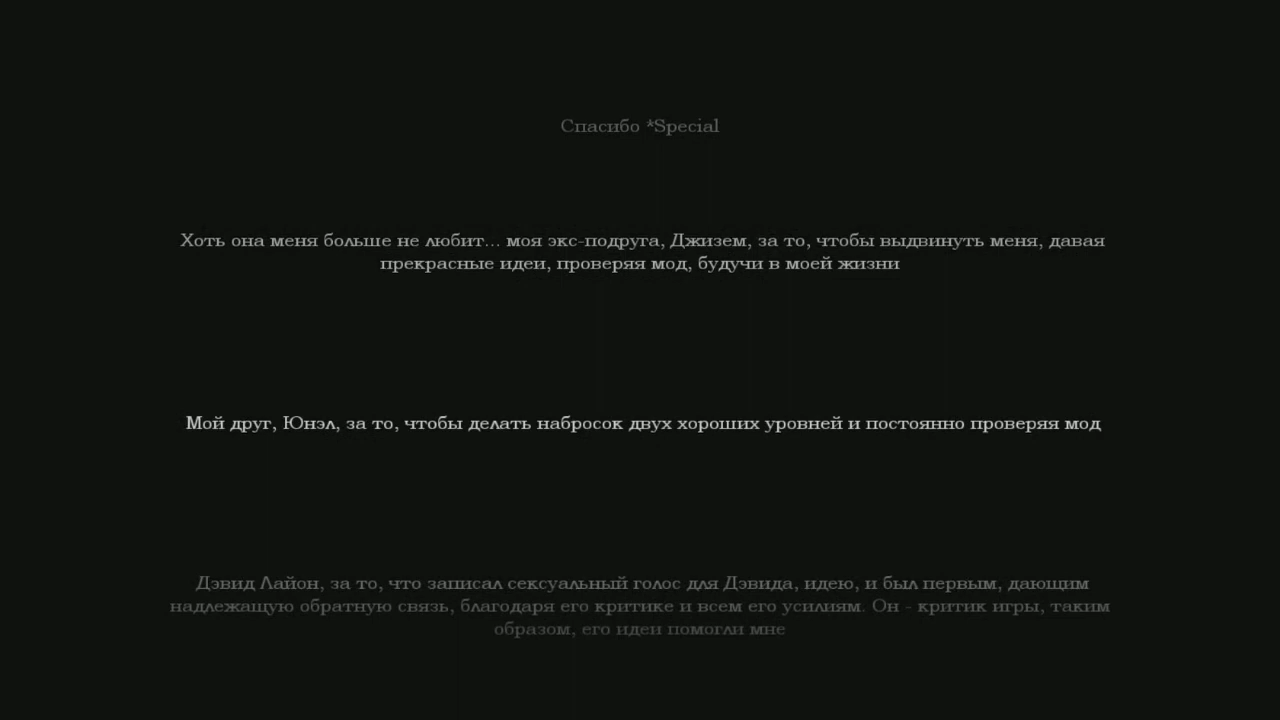 Спасибо *Special
Хоть она меня больше не любит... моя экс-подруга, Джизем, за то, чтобы выдвинуть меня, давая
прекрасные идеи, проверяя мод, будучи в моей жизни
Мой друг, Юнэл, за то, чтобы делать набросок двух хороших уровней и постоянно проверяя мод
Дэвид Лайон, за то, что записал сексуальный голос для Дэвида, идею, и был первым, дающим
надлежащую обратную связь, благодаря его критике и всем его усилиям. Он - критик игры, таким
образом, его идеи помогли мне